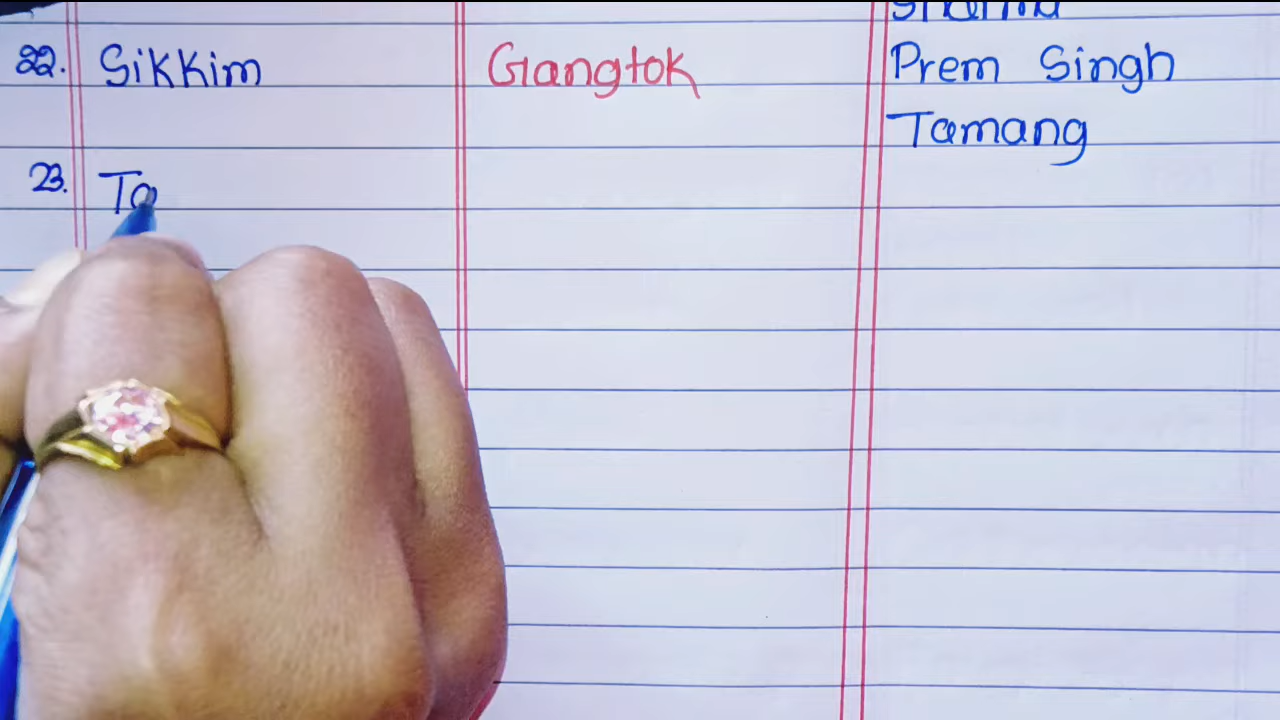 22. Sikkim Gangtok Prem Singh
Tamang
23. Ta